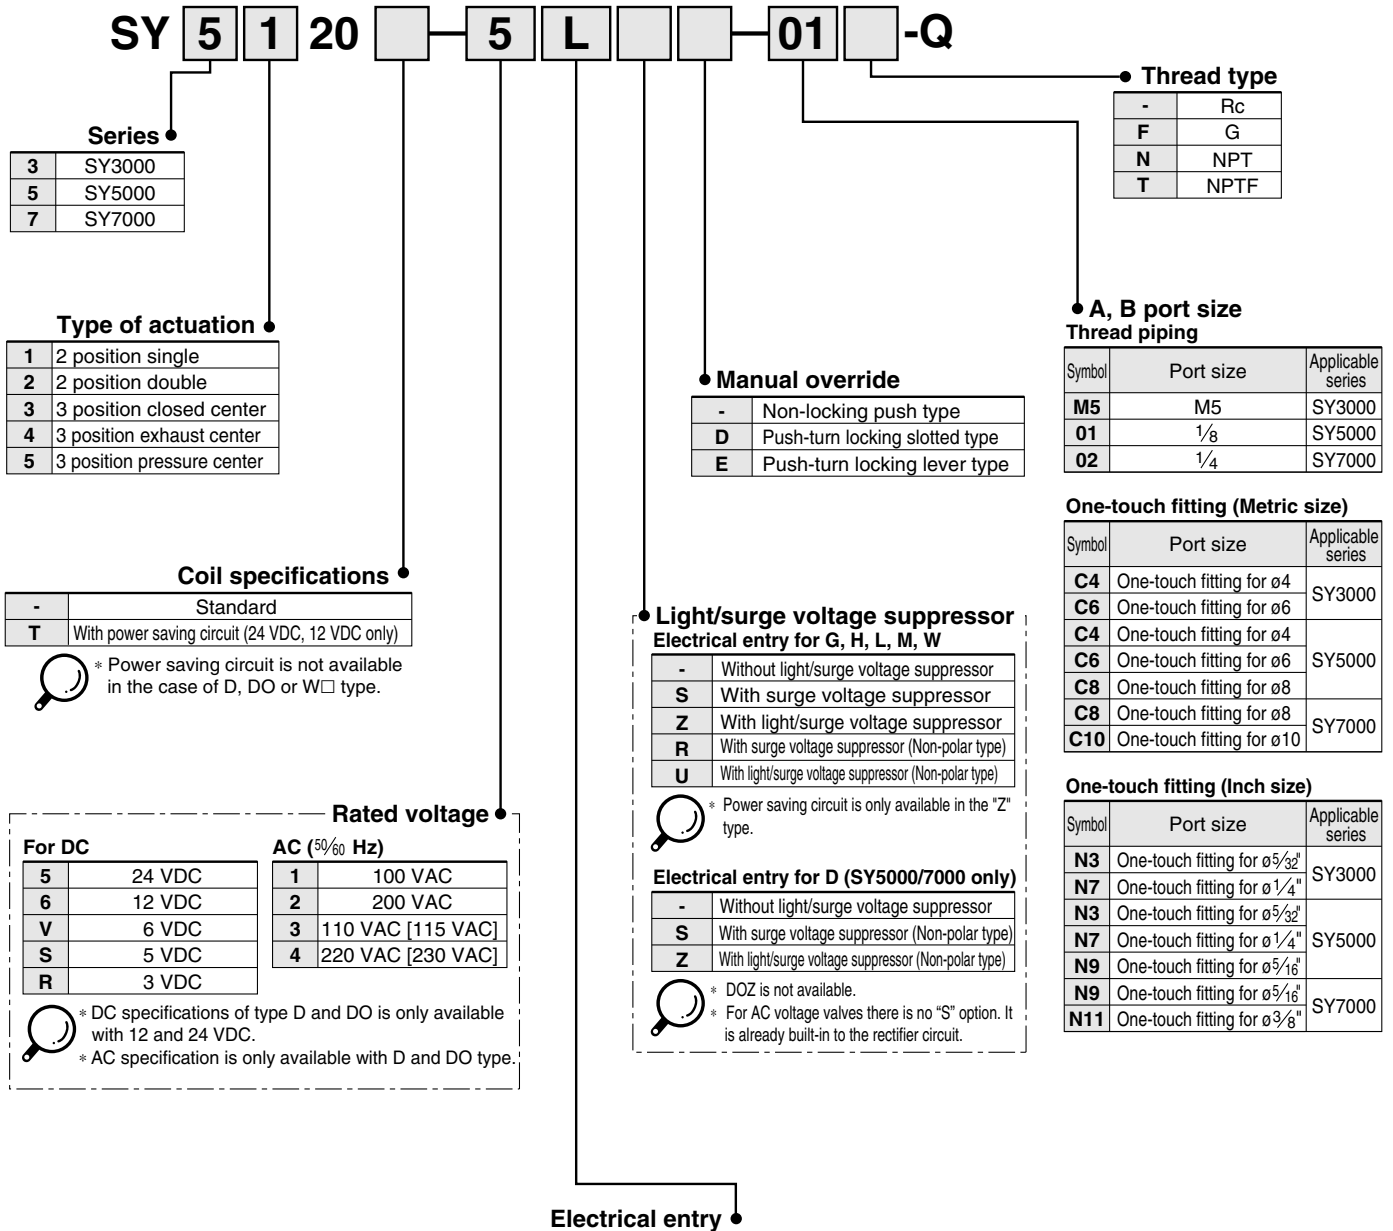 SY 5 1 20 - 5 L - 01 -Q
Thread type
- Rc
F G
N NPT
T NPTF
Series
3 SY3000
5 SY5000
7 SY7000
Type of actuation
1 2 position single
2 2 position double
3 3 position closed center
4 3 position exhaust center
5 3 position pressure center
Manual override
- Non-locking push type
D Push-turn locking slotted type
E Push-turn locking lever type
A, B port size
Thread piping
Symbol Port size Applicable series
M5 M5 SY3000
01 1/8 SY5000
02 1/4 SY7000
One-touch fitting (Metric size)
Symbol Port size Applicable series
C4 One-touch fitting for ø4 SY3000
C6 One-touch fitting for ø6
C4 One-touch fitting for ø4 SY5000
C6 One-touch fitting for ø6
C8 One-touch fitting for ø8
C8 One-touch fitting for ø8 SY7000
C10 One-touch fitting for ø10
One-touch fitting (Inch size)
Symbol Port size Applicable series
N3 One-touch fitting for ø5/32" SY3000
N7 One-touch fitting for ø1/4"
N3 One-touch fitting for ø5/32" SY5000
N7 One-touch fitting for ø1/4"
N9 One-touch fitting for ø5/16"
N9 One-touch fitting for ø5/16" SY7000
N11 One-touch fitting for ø3/8"
Coil specifications
- Standard
T With power saving circuit (24 VDC, 12 VDC only)
* Power saving circuit is not available
in the case of D, DO or W□ type.
Light/surge voltage suppressor
Electrical entry for G, H, L, M, W
- Without light/surge voltage suppressor
S With surge voltage suppressor
Z With light/surge voltage suppressor
R With surge voltage suppressor (Non-polar type)
U With light/surge voltage suppressor (Non-polar type)
* Power saving circuit is only available in the "Z"
type.
Electrical entry for D (SY5000/7000 only)
- Without light/surge voltage suppressor
S With surge voltage suppressor (Non-polar type)
Z With light/surge voltage suppressor (Non-polar type)
* DOZ is not available.
* For AC voltage valves there is no “S” option. It
is already built-in to the rectifier circuit.
Rated voltage
For DC
5 24 VDC
6 12 VDC
V 6 VDC
S 5 VDC
R 3 VDC
AC (50/60 Hz)
1 100 VAC
2 200 VAC
3 110 VAC [115 VAC]
4 220 VAC [230 VAC]
* DC specifications of type D and DO is only available
with 12 and 24 VDC.
* AC specification is only available with D and DO type.
Electrical entry